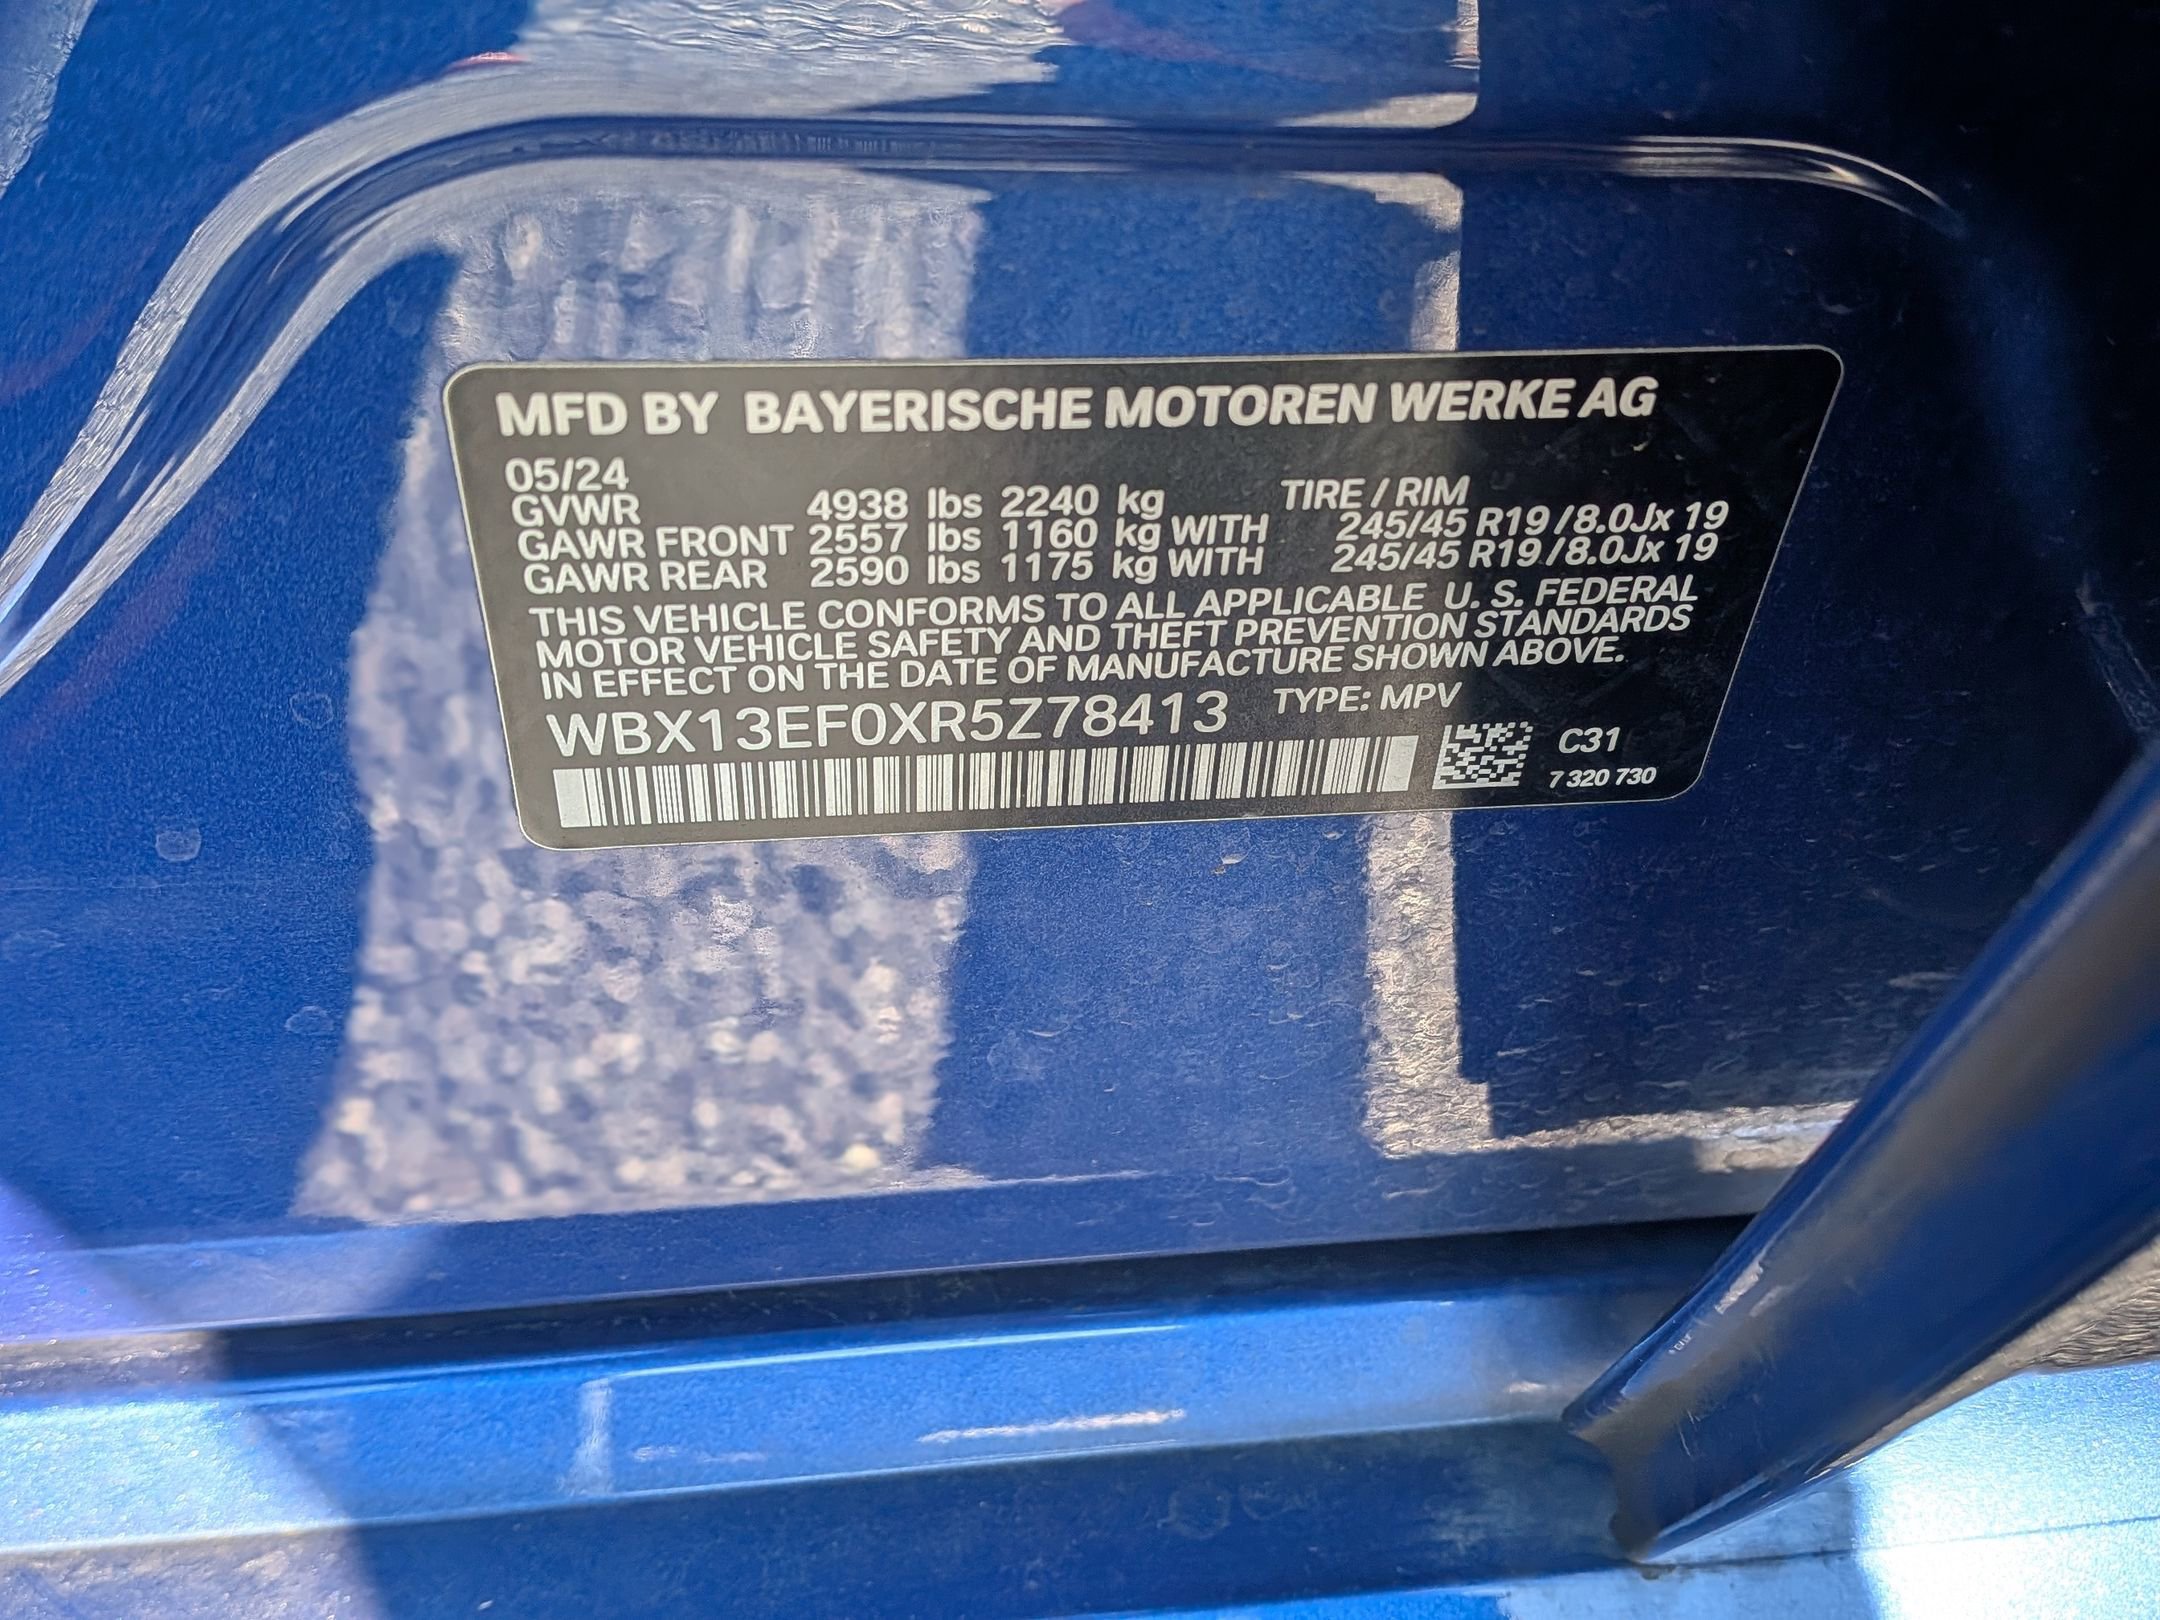 MFD BY BAYERISCHE MOTOREN WERKE AG
05/24
GVWR 4938 lbs 2240 kg TIRE / RIM
GAWR FRONT 2557 lbs 1160 kg WITH 245/45 R19 / 8.0Jx 19
GAWR REAR 2590 lbs 1175 kg WITH 245/45 R19 / 8.0Jx 19
THIS VEHICLE CONFORMS TO ALL APPLICABLE U. S. FEDERAL
MOTOR VEHICLE SAFETY AND THEFT PREVENTION STANDARDS
IN EFFECT ON THE DATE OF MANUFACTURE SHOWN ABOVE.
WBX13EF0XR5Z78413 TYPE: MPV
C31
7 320 730